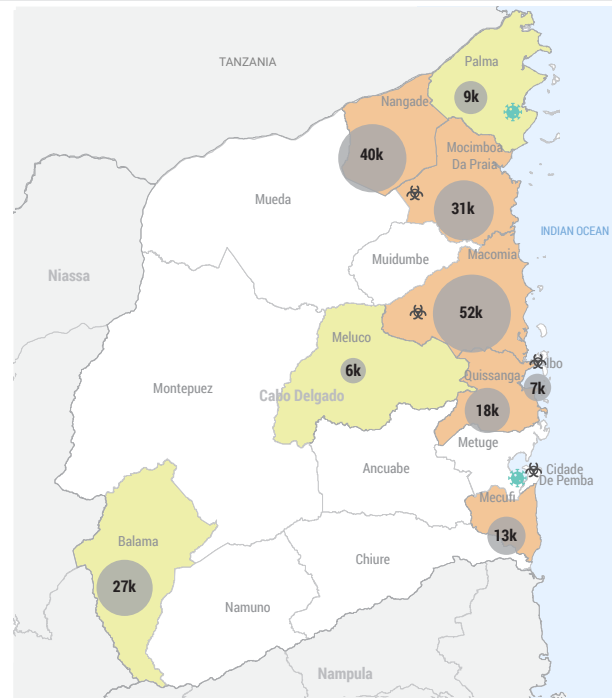 TANZANIA
Palma
9k
Nangade
40k
Mocimboa
Da Praia
31k
Mueda
INDIAN OCEAN
Muidumbe
Macomia
Niassa
52k
Meluco
6k
Ibo
7k
Quissanga
Montepuez
Cabo Delgado
18k
Metuge
Ancuabe
Cidade
De Pemba
Mecufi
13k
Balama
Chiure
27k
Namuno
Nampula